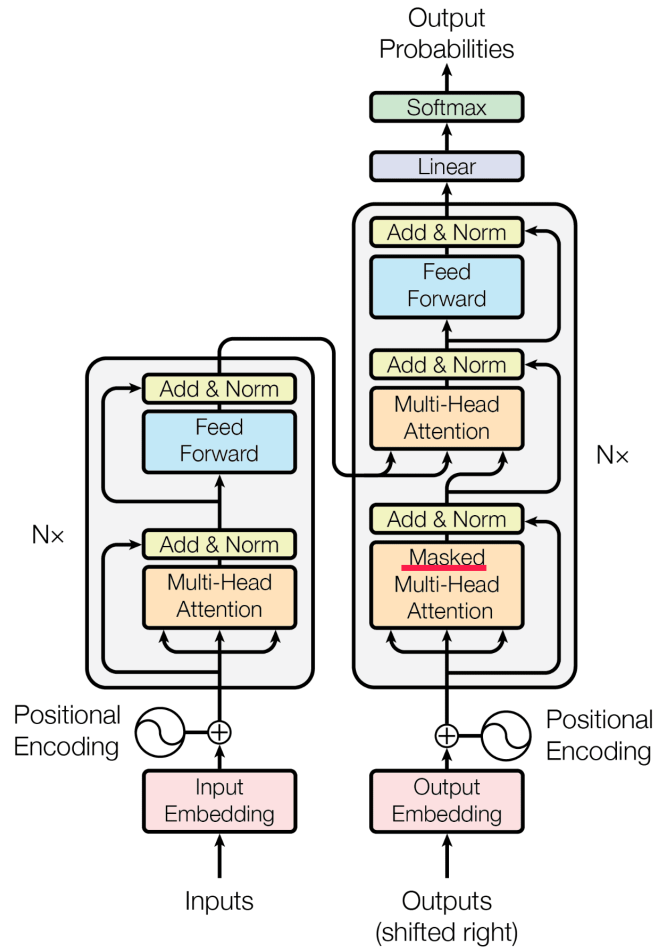 Output
Probabilities
Softmax
Linear
Add & Norm
Feed
Forward
Add & Norm
Multi-Head
Attention
Add & Norm
Masked
Multi-Head
Attention
N×
Add & Norm
Feed
Forward
Add & Norm
Multi-Head
Attention
N×
Positional
Encoding
Positional
Encoding
Input
Embedding
Output
Embedding
Inputs
Outputs
(shifted right)